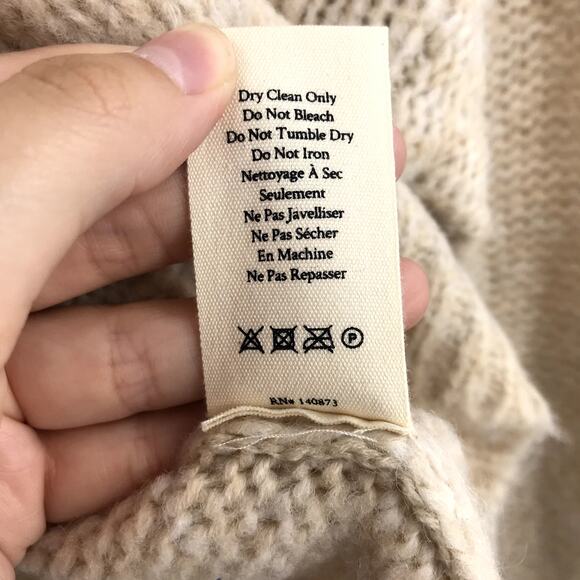 Dry Clean Only
Do Not Bleach
Do Not Tumble Dry
Do Not Iron
Nettoyage À Sec
Seulement
Ne Pas Javelliser
Ne Pas Sécher
En Machine
Ne Pas Repasser
P
RN# 140873